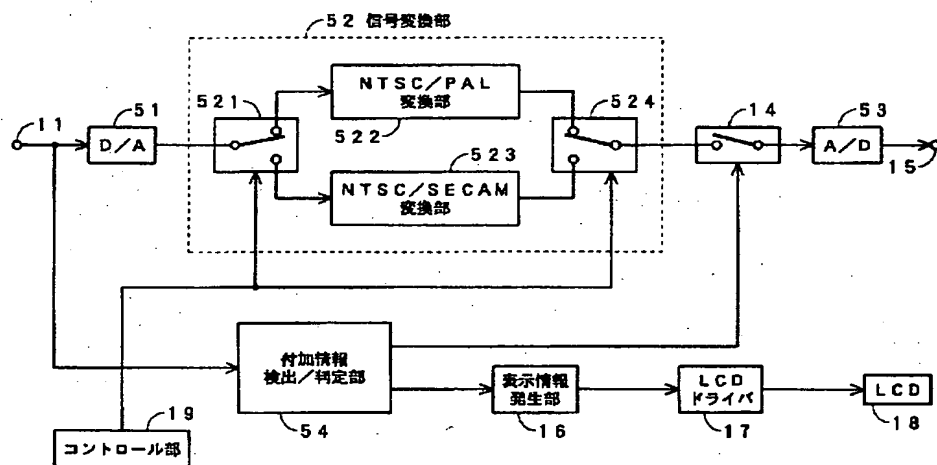 52 信号変換部
NTSC/PAL
変換部
521
522
524
11
51
D/A
14
53
A/D
15
523
NTSC/SECAM
変換部
付加情報
検出/判定部
54
表示情報
発生部
16
LCD
ドライバ
17
LCD
18
19
コントロール部